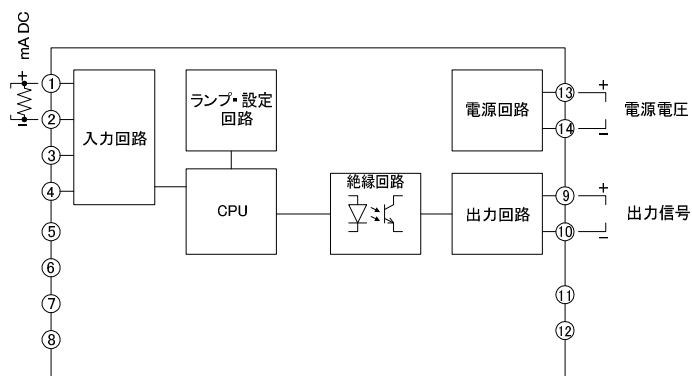 mA DC
+
−
①
②
③
④
⑤
⑥
⑦
⑧
入力回路
ランプ・設定
回路
CPU
絶縁回路
電源回路
出力回路
⑬
⑭
⑨
⑩
⑪
⑫
+
−
電源電圧
+
−
出力信号